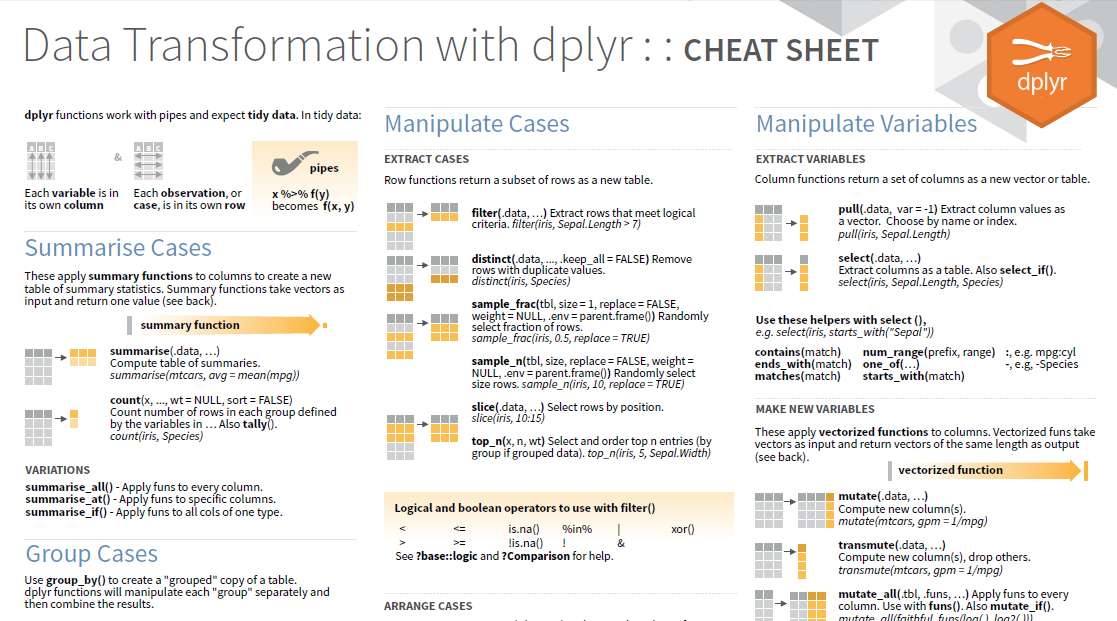 Data Transformation with dplyr : : CHEAT SHEET
dplyr
dplyr functions work with pipes and expect tidy data. In tidy data:
A B C
&
A B C
pipes
Each variable is in
its own column
Each observation, or
case, is in its own row
x %>% f(y)
becomes f(x, y)
Summarise Cases
These apply summary functions to columns to create a new
table of summary statistics. Summary functions take vectors as
input and return one value (see back).
summary function
summarise(.data, …)
Compute table of summaries.
summarise(mtcars, avg = mean(mpg))
count(x, ..., wt = NULL, sort = FALSE)
Count number of rows in each group defined
by the variables in … Also tally().
count(iris, Species)
VARIATIONS
summarise_all() - Apply funs to every column.
summarise_at() - Apply funs to specific columns.
summarise_if() - Apply funs to all cols of one type.
Group Cases
Use group_by() to create a "grouped" copy of a table.
dplyr functions will manipulate each "group" separately and
then combine the results.
Manipulate Cases
EXTRACT CASES
Row functions return a subset of rows as a new table.
filter(.data, …) Extract rows that meet logical
criteria. filter(iris, Sepal.Length > 7)
distinct(.data, ..., .keep_all = FALSE) Remove
rows with duplicate values.
distinct(iris, Species)
sample_frac(tbl, size = 1, replace = FALSE,
weight = NULL, .env = parent.frame()) Randomly
select fraction of rows.
sample_frac(iris, 0.5, replace = TRUE)
sample_n(tbl, size, replace = FALSE, weight =
NULL, .env = parent.frame()) Randomly select
size rows. sample_n(iris, 10, replace = TRUE)
slice(.data, …) Select rows by position.
slice(iris, 10:15)
top_n(x, n, wt) Select and order top n entries (by
group if grouped data). top_n(iris, 5, Sepal.Width)
Logical and boolean operators to use with filter()
< <= is.na() %in% | xor()
> >= !is.na() ! &
See ?base::logic and ?Comparison for help.
ARRANGE CASES
Manipulate Variables
EXTRACT VARIABLES
Column functions return a set of columns as a new vector or table.
pull(.data, var = -1) Extract column values as
a vector. Choose by name or index.
pull(iris, Sepal.Length)
select(.data, …)
Extract columns as a table. Also select_if().
select(iris, Sepal.Length, Species)
Use these helpers with select (),
e.g. select(iris, starts_with("Sepal"))
contains(match) num_range(prefix, range) :, e.g. mpg:cyl
ends_with(match) one_of(…) -, e.g, -Species
matches(match) starts_with(match)
MAKE NEW VARIABLES
These apply vectorized functions to columns. Vectorized funs take
vectors as input and return vectors of the same length as output
(see back).
vectorized function
mutate(.data, …)
Compute new column(s).
mutate(mtcars, gpm = 1/mpg)
transmute(.data, …)
Compute new column(s), drop others.
transmute(mtcars, gpm = 1/mpg)
mutate_all(.tbl, .funs, …) Apply funs to every
column. Use with funs(). Also mutate_if().
mutate_all(faithful, funs(log(.), log2(.)))